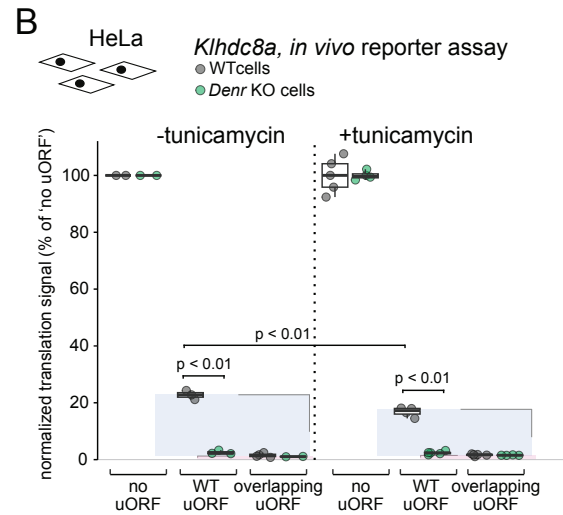 B
HeLa
Klhdc8a, in vivo reporter assay
WTcells
Denr KO cells
-tunicamycin
+tunicamycin
normalized translation signal (% of 'no uORF')
100
80
60
40
20
0
p < 0.01
p < 0.01
p < 0.01
no
uORF
WT
uORF
overlapping
uORF
no
uORF
WT
uORF
overlapping
uORF